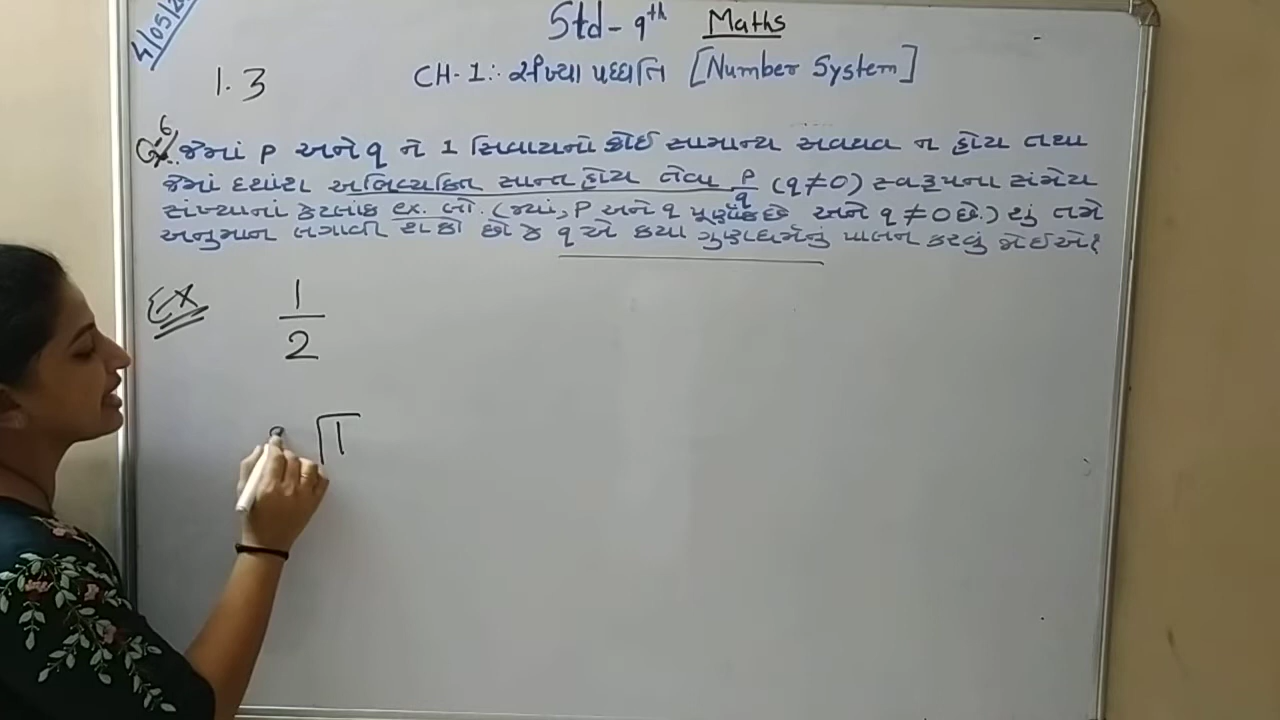 4/05/2
Std - 9th Maths
1.3 CH-1: સંખ્યા પધ્ધતિ [Number System]
Q-6 જેમાં P અને q ને 1 સિવાયનો કોઈ સામાન્ય અવયવ ન હોય તથા
જેમાં દશાંશ અભિવ્યક્તિ સાન્ત હોય તેવા P/q (q≠0) સ્વરૂપના સંમેય
સંખ્યાનાં કેટલાંક ex. લો. (જ્યાં, P અને q પૂર્ણાંક છે અને q ≠0 છે.) શું તમે
અનુમાન લગાવી શકો છો કે q એ કયા ગુણધર્મનું પાલન કરવું જોઈએ?
Ex 1/2
1